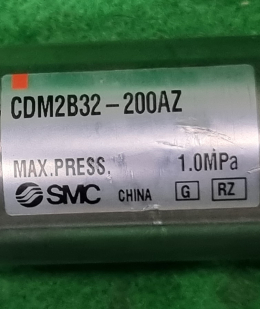 CDM2B32-200AZ
MAX.PRESS. 1.0MPa
SMC CHINA G RZ